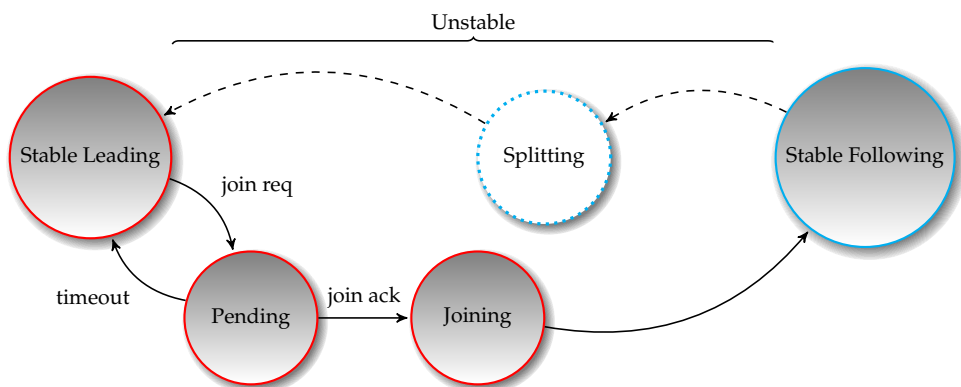 Unstable
Stable Leading
Splitting
Stable Following
join req
timeout
Pending
join ack
Joining